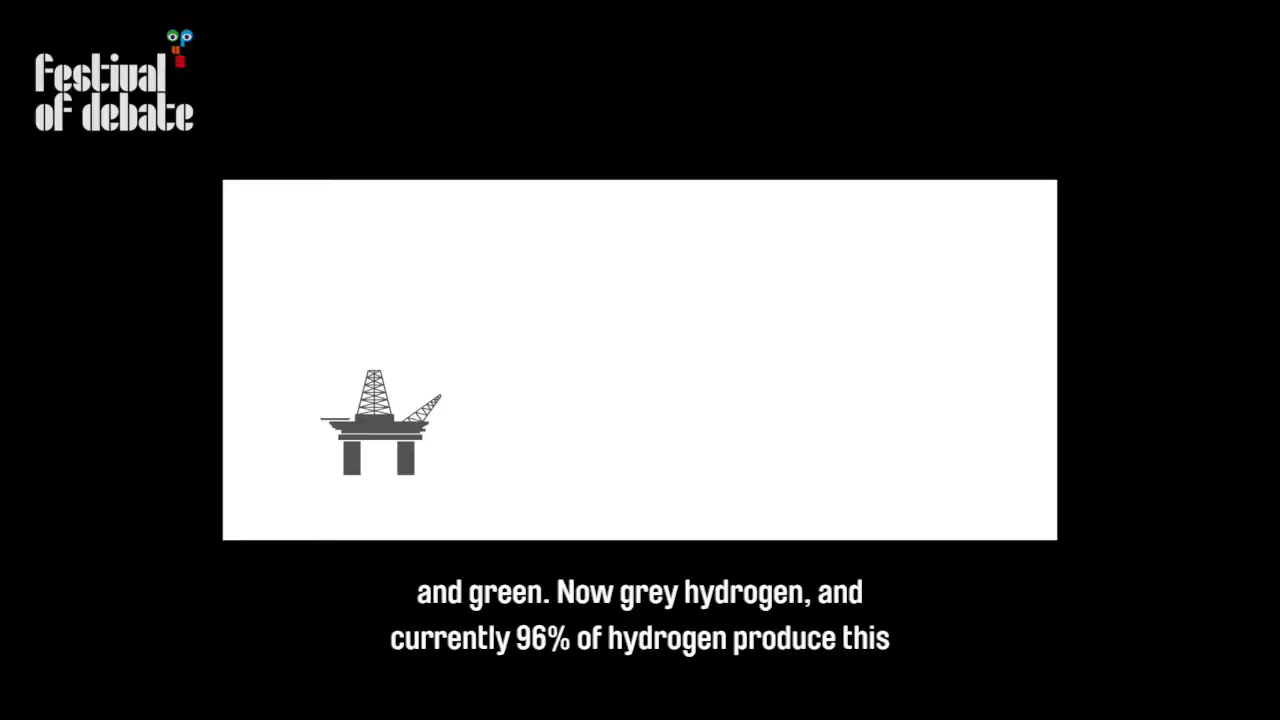 festival
of debate
and green. Now grey hydrogen, and
currently 96% of hydrogen produce this